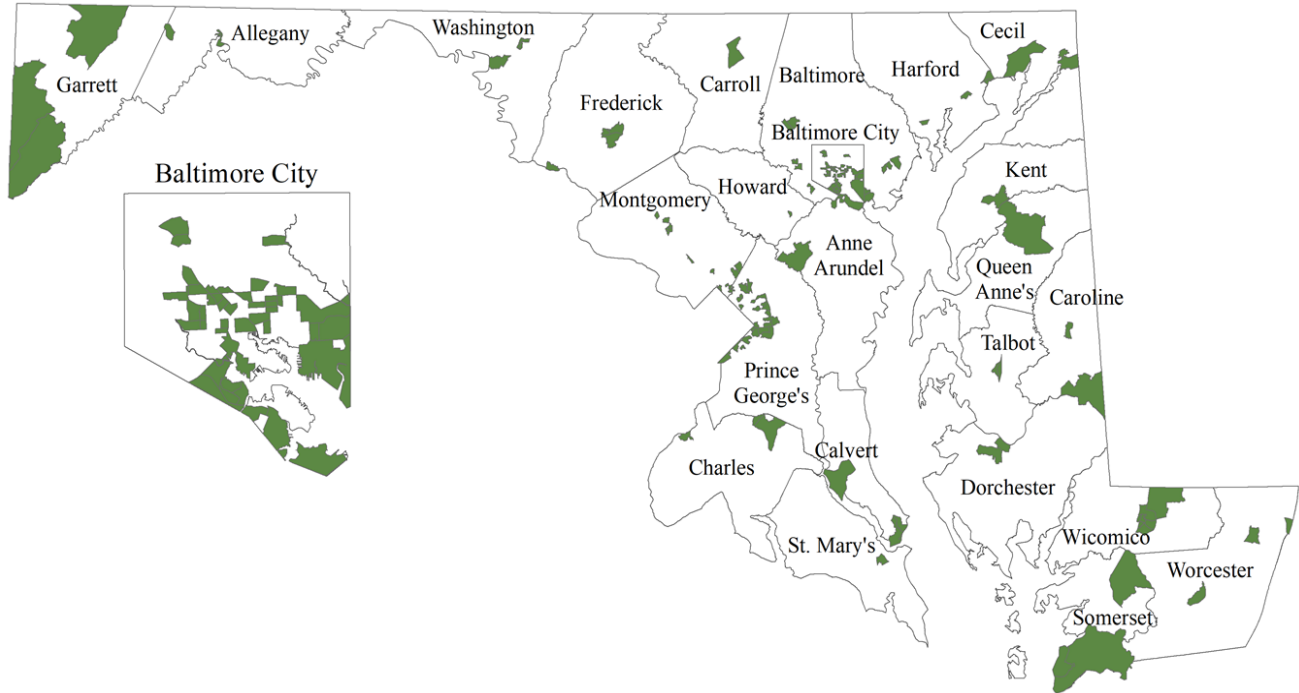 Washington
Cecil
Allegany
Garrett
Carroll
Baltimore
Harford
Frederick
Baltimore City
Baltimore City
Kent
Howard
Montgomery
Anne
Arundel
Queen
Anne's
Caroline
Talbot
Prince
George's
Calvert
Charles
Dorchester
St. Mary's
Wicomico
Worcester
Somerset